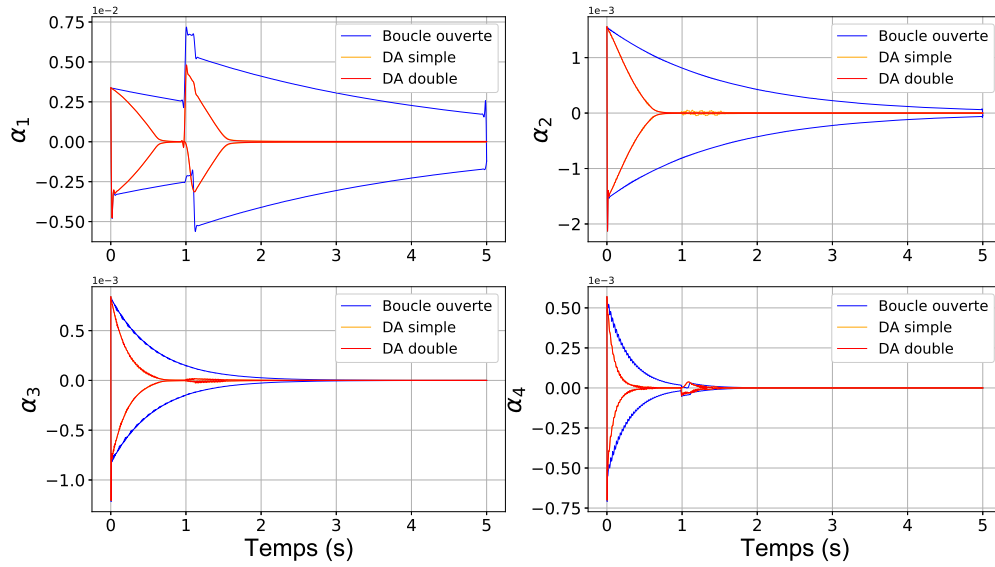 1e−2
0.75
0.50
0.25
0.00
−0.25
−0.50
α1
0 1 2 3 4 5
Boucle ouverte
DA simple
DA double
1e−3
1
0
−1
−2
α2
0 1 2 3 4 5
Boucle ouverte
DA simple
DA double
1e−3
0.5
0.0
−0.5
−1.0
α3
0 1 2 3 4 5
Temps (s)
Boucle ouverte
DA simple
DA double
1e−3
0.50
0.25
0.00
−0.25
−0.50
−0.75
α4
0 1 2 3 4 5
Temps (s)
Boucle ouverte
DA simple
DA double